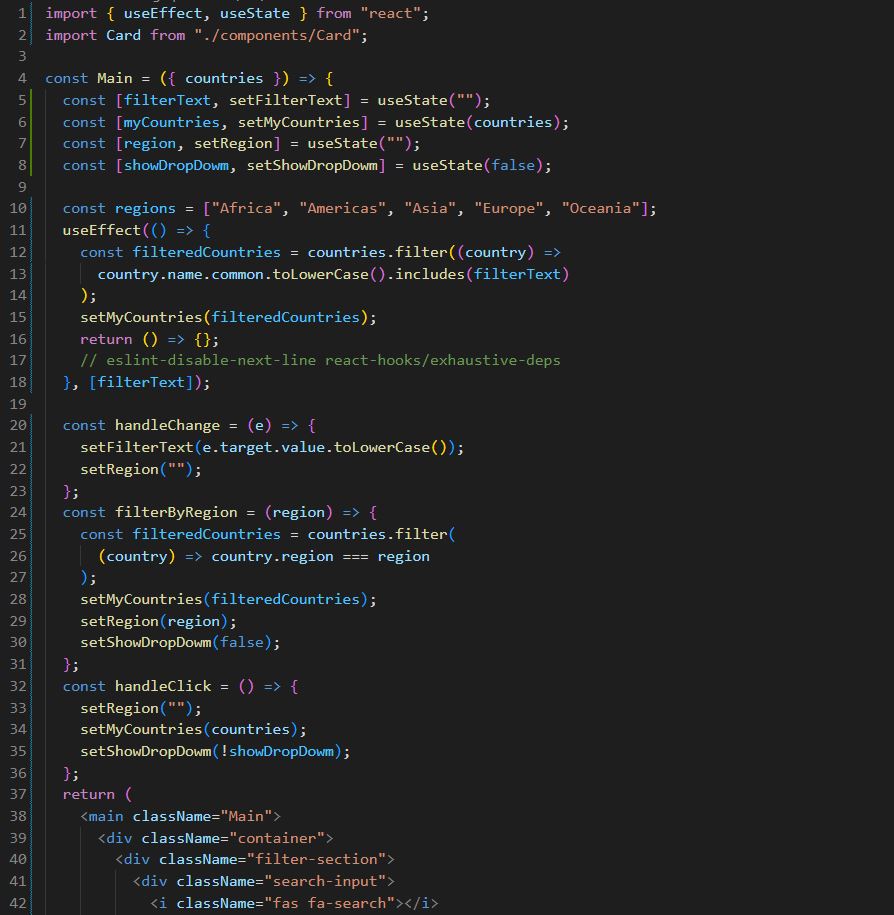 1 import { useEffect, useState } from "react";
2 import Card from "./components/Card";
3
4 const Main = ({ countries }) => {
5   const [filterText, setFilterText] = useState("");
6   const [myCountries, setMyCountries] = useState(countries);
7   const [region, setRegion] = useState("");
8   const [showDropDowm, setShowDropDowm] = useState(false);
9
10   const regions = ["Africa", "Americas", "Asia", "Europe", "Oceania"];
11   useEffect(() => {
12     const filteredCountries = countries.filter((country) =>
13       country.name.common.toLowerCase().includes(filterText)
14     );
15     setMyCountries(filteredCountries);
16     return () => {};
17     // eslint-disable-next-line react-hooks/exhaustive-deps
18   }, [filterText]);
19
20   const handleChange = (e) => {
21     setFilterText(e.target.value.toLowerCase());
22     setRegion("");
23   };
24   const filterByRegion = (region) => {
25     const filteredCountries = countries.filter(
26       (country) => country.region === region
27     );
28     setMyCountries(filteredCountries);
29     setRegion(region);
30     setShowDropDowm(false);
31   };
32   const handleClick = () => {
33     setRegion("");
34     setMyCountries(countries);
35     setShowDropDowm(!showDropDowm);
36   };
37   return (
38     <main className="Main">
39       <div className="container">
40         <div className="filter-section">
41           <div className="search-input">
42             <i className="fas fa-search"></i>